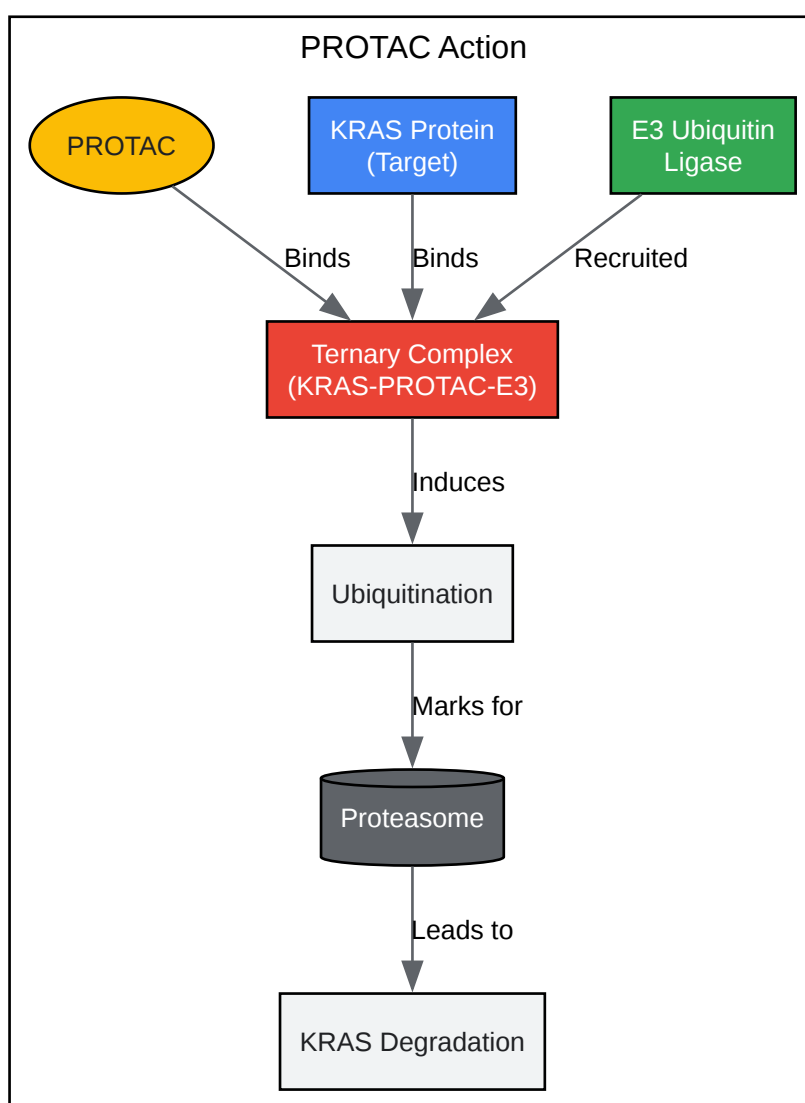 PROTAC Action
PROTAC
KRAS Protein
(Target)
E3 Ubiquitin
Ligase
Binds
Binds
Recruited
Ternary Complex
(KRAS-PROTAC-E3)
Induces
Ubiquitination
Marks for
Proteasome
Leads to
KRAS Degradation